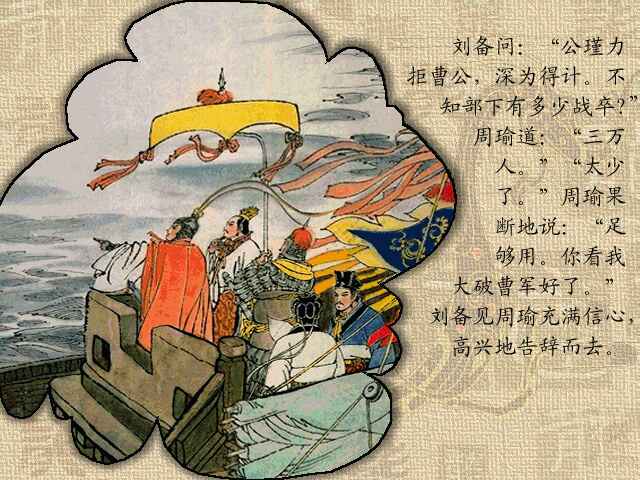 刘备问：“公瑾力
拒曹公，深为得计。不
知部下有多少战卒？”
周瑜道：“三万
人。”“太少
了。”周瑜果
断地说：“足
够用。你看我
大破曹军好了。”
刘备见周瑜充满信心，
高兴地告辞而去。